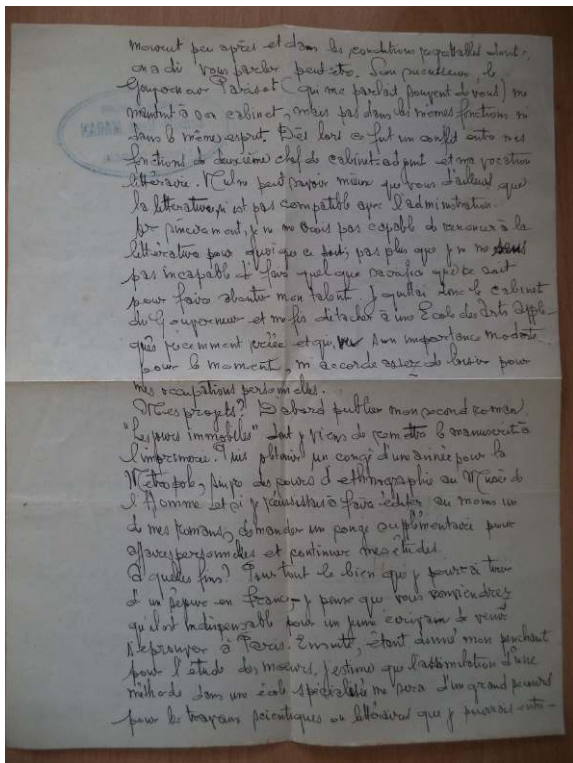 mourut peu après et dans les conditions regrettables dont
on a dû vous parler peut-être. Son successeur, le
Gouverneur Parisot (qui me parlait souvent de vous) me
maintint à son cabinet, mais pas dans les mêmes fonctions ni
dans le même esprit. Dès lors ce fut un conflit entre mes
fonctions de deuxième chef de cabinet adjoint et ma vocation
littéraire. Nul ne peut savoir mieux que vous d'ailleurs que
la littérature n'est pas compatible avec l'administration.
Or sincèrement, je ne me crois pas capable de renoncer à la
littérature pour quoi que ce soit; pas plus que je ne me sens
pas incapable de faire quelque sacrifice que ce soit
pour faire aboutir mon talent. Je quittai donc le cabinet
du Gouverneur et me fis détacher à une Ecole des Arts appli-
qués récemment créée et qui, vu son importance modeste
pour le moment, m'accorde assez de loisir pour
mes occupations personnelles.
Mes projets? D'abord publier mon second roman
"Les jours immobiles" dont je viens de remettre le manuscrit à
l'imprimerie. Puis obtenir un congé d'une année pour la
Métropole, suivre des cours d'ethnographie au Musée de
l'Homme et si je réussissais à faire éditer au moins un
de mes romans, demander un congé supplémentaire pour
affaires personnelles et continuer mes études.
A quelles fins? Pour tout le bien que je pourrai tirer
d'un séjour en France, je pense que vous conviendrez
qu'il est indispensable pour un jeune écrivain de venir
s'éprouver à Paris. Ensuite, étant donné mon penchant
pour l'étude des moeurs, j'estime que l'assimilation d'une
méthode dans une école spécialisée me sera d'un grand secours
pour les travaux scientifiques ou littéraires que je pourrais entre-